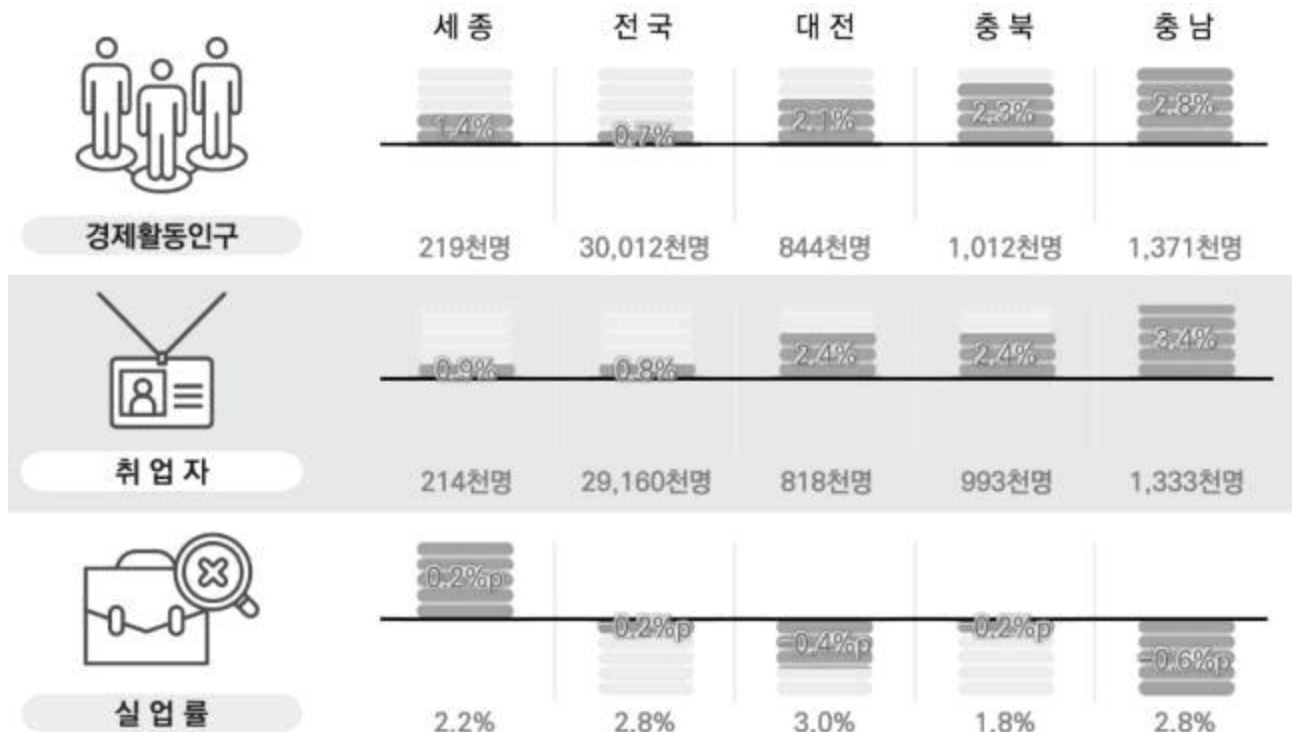 세종 전국 대전 충북 충남
1.4% 0.7% 2.1% 2.3% 2.8%
경제활동인구
219천명 30,012천명 844천명 1,012천명 1,371천명
0.9% 0.8% 2.4% 2.4% 3.4%
취업자
214천명 29,160천명 818천명 993천명 1,333천명
0.2%p -0.2%p -0.4%p -0.2%p -0.6%p
실업률
2.2% 2.8% 3.0% 1.8% 2.8%